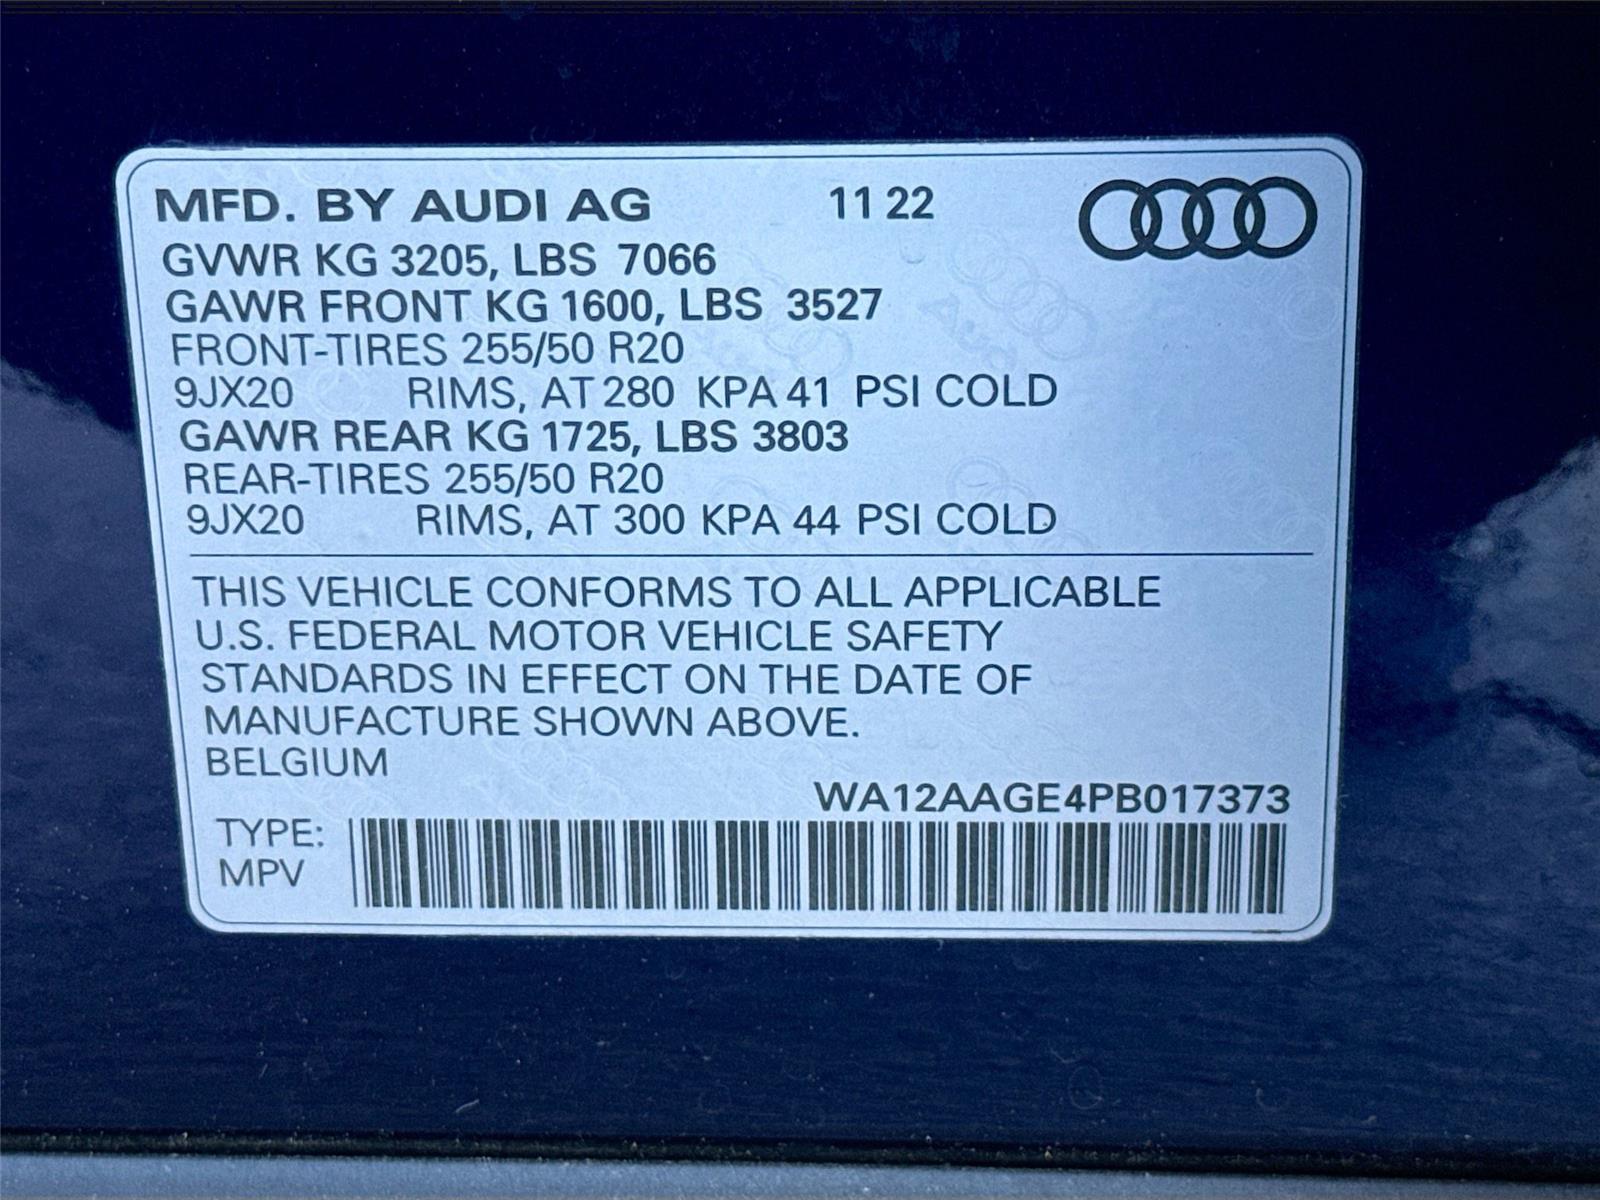 MFD. BY AUDI AG 11 22
GVWR KG 3205, LBS 7066
GAWR FRONT KG 1600, LBS 3527
FRONT-TIRES 255/50 R20
9JX20 RIMS, AT 280 KPA 41 PSI COLD
GAWR REAR KG 1725, LBS 3803
REAR-TIRES 255/50 R20
9JX20 RIMS, AT 300 KPA 44 PSI COLD
THIS VEHICLE CONFORMS TO ALL APPLICABLE
U.S. FEDERAL MOTOR VEHICLE SAFETY
STANDARDS IN EFFECT ON THE DATE OF
MANUFACTURE SHOWN ABOVE.
BELGIUM
WA12AAGE4PB017373
TYPE:
MPV